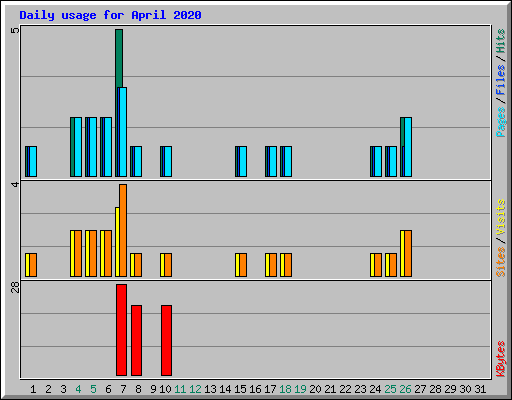 Daily usage for April 2020
5
Pages / Files / Hits
4
Sites / Visits
28
KBytes
1 2 3 4 5 6 7 8 9 10 11 12 13 14 15 16 17 18 19 20 21 22 23 24 25 26 27 28 29 30 31